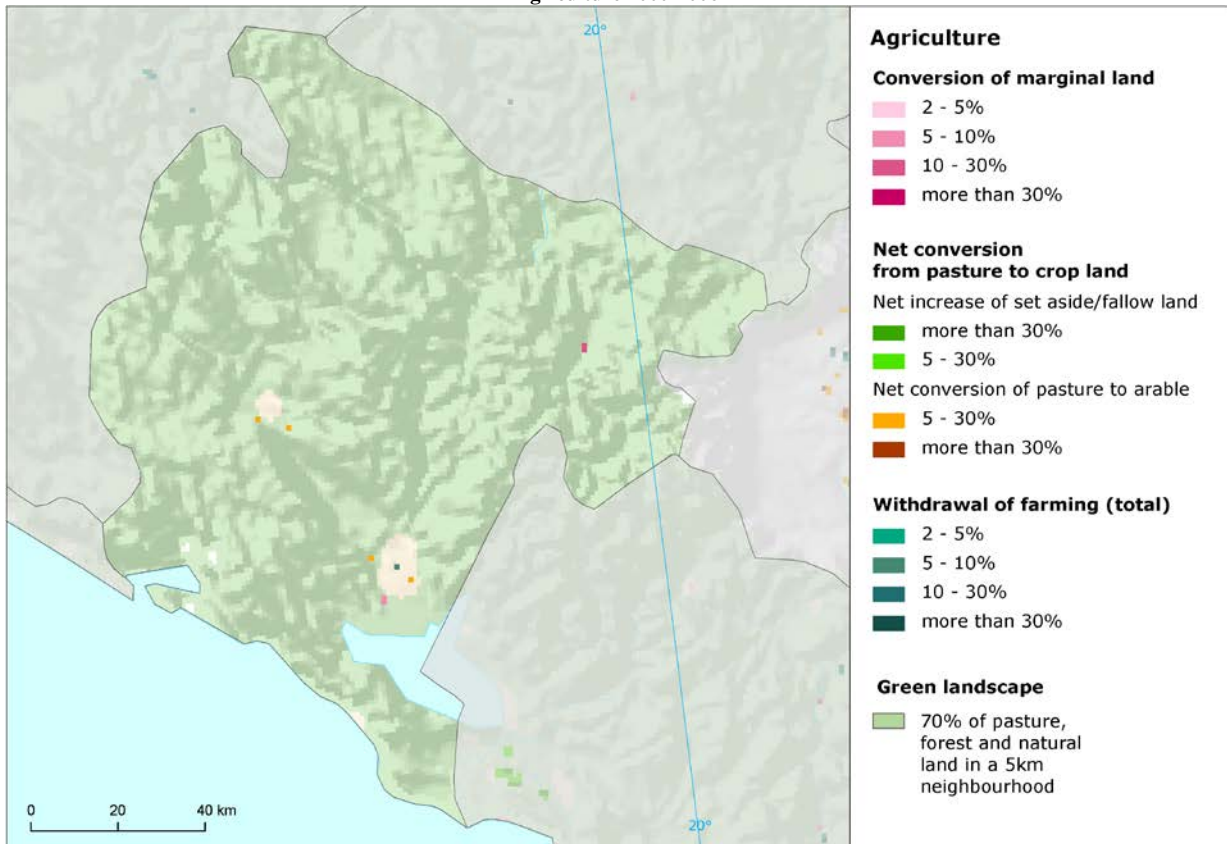 20°
Agriculture
Conversion of marginal land
2 - 5%
5 - 10%
10 - 30%
more than 30%
Net conversion
from pasture to crop land
Net increase of set aside/fallow land
more than 30%
5 - 30%
Net conversion of pasture to arable
5 - 30%
more than 30%
Withdrawal of farming (total)
2 - 5%
5 - 10%
10 - 30%
more than 30%
Green landscape
70% of pasture,
forest and natural
land in a 5km
neighbourhood
0 20 40 km
20°